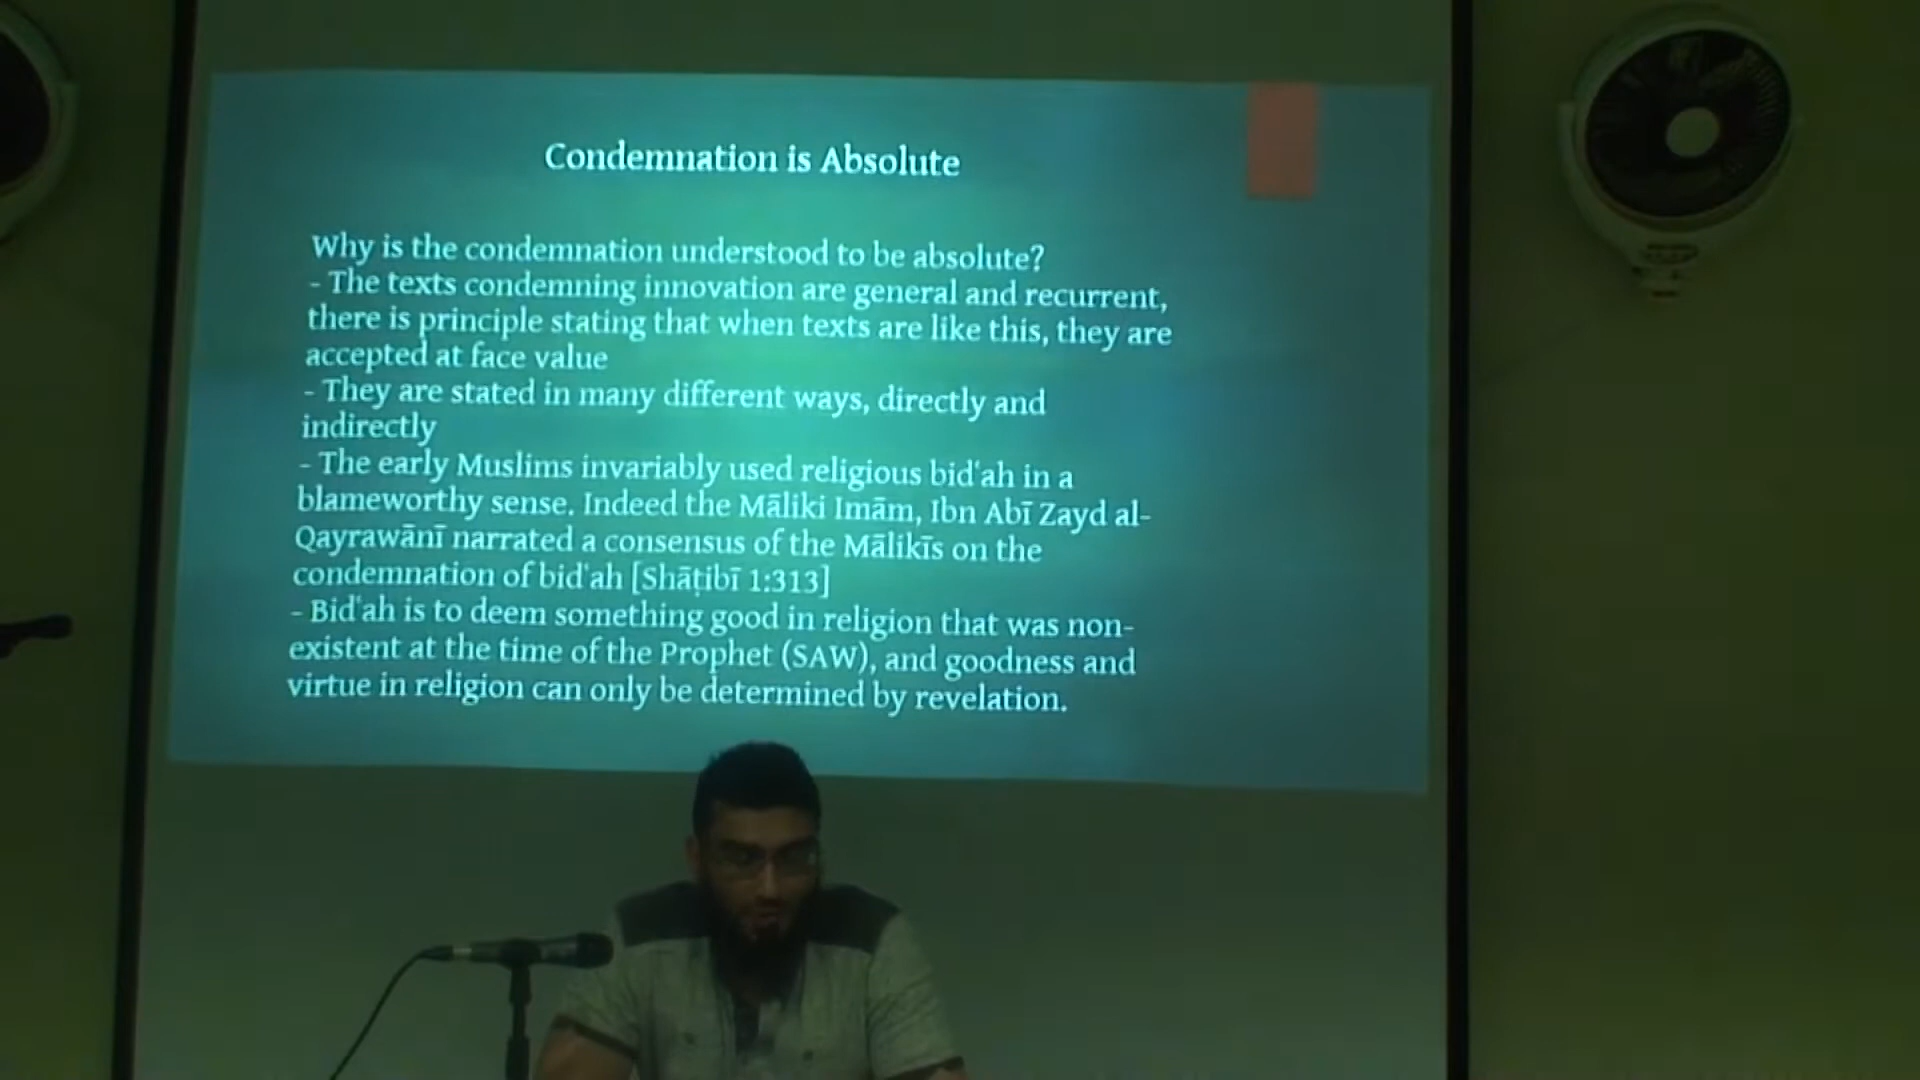 Condemnation is Absolute
Why is the condemnation understood to be absolute?
- The texts condemning innovation are general and recurrent,
there is principle stating that when texts are like this, they are
accepted at face value
- They are stated in many different ways, directly and
indirectly
- The early Muslims invariably used religious bid'ah in a
blameworthy sense. Indeed the Māliki Imām, Ibn Abī Zayd al-
Qayrawānī narrated a consensus of the Mālikīs on the
condemnation of bid'ah [Shāṭibī 1:313]
- Bid'ah is to deem something good in religion that was non-
existent at the time of the Prophet (SAW), and goodness and
virtue in religion can only be determined by revelation.